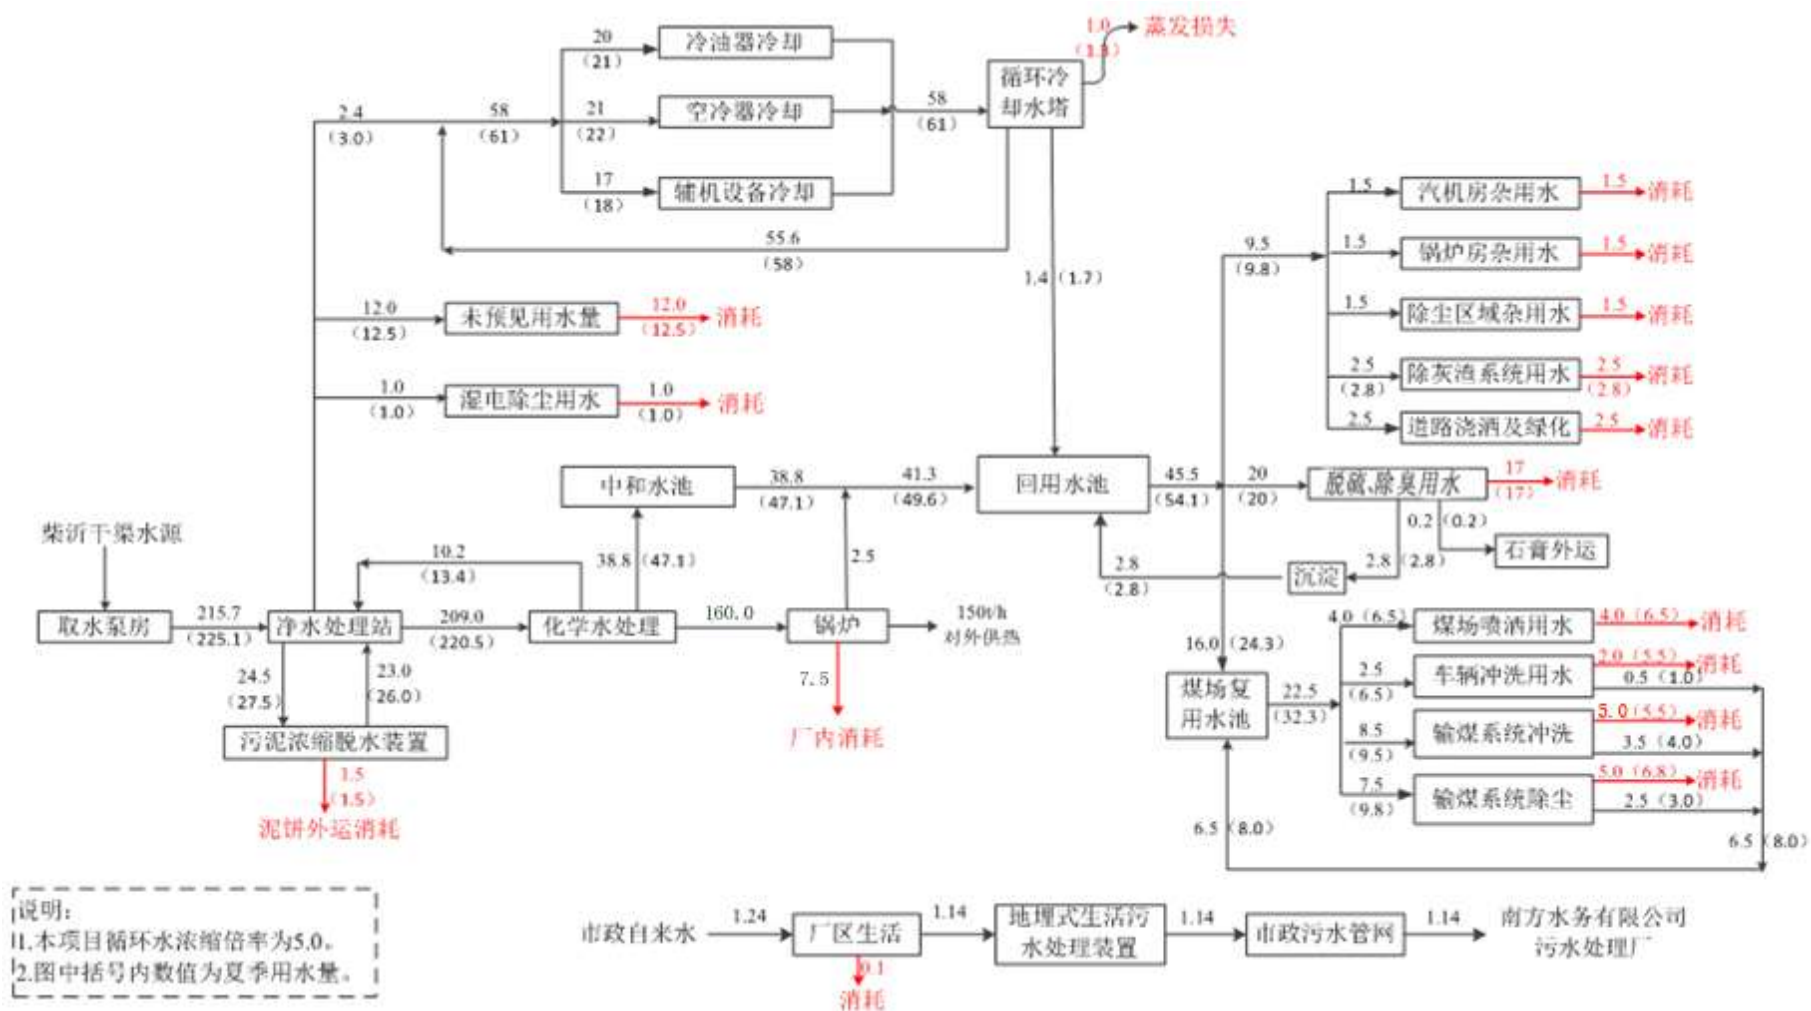 1.0
(1.3)
蒸发损失
20
(21)
冷油器冷却
循环冷
却水塔
2.4
(3.0)
58
(61)
21
(22)
空冷器冷却
58
(61)
17
(18)
辅机设备冷却
55.6
(58)
1.4 (1.7)
12.0
(12.5)
未预见用水量
12.0
(12.5)
消耗
1.0
(1.0)
湿电除尘用水
1.0
(1.0)
消耗
9.5
(9.8)
1.5
汽机房杂用水
1.5
消耗
1.5
锅炉房杂用水
1.5
消耗
1.5
除尘区域杂用水
1.5
消耗
2.5
(2.8)
除灰渣系统用水
2.5
(2.8)
消耗
2.5
道路浇洒及绿化
2.5
消耗
中和水池
38.8
(47.1)
41.3
(49.6)
回用水池
45.5
(54.1)
20
(20)
脱硫、除臭用水
17
(17)
消耗
0.2 (0.2)
石膏外运
2.8 (2.8)
沉淀
2.8
(2.8)
柴沂干渠水源
取水泵房
215.7
(225.1)
净水处理站
10.2
(13.4)
209.0
(220.5)
化学水处理
38.8 (47.1)
160.0
锅炉
2.5
150t/h
对外供热
7.5
厂内消耗
24.5
(27.5)
23.0
(26.0)
污泥浓缩脱水装置
1.5
(1.5)
泥饼外运消耗
16.0 (24.3)
煤场复
用水池
22.5
(32.3)
4.0 (6.5)
煤场喷洒用水
4.0 (6.5)
消耗
2.5
(6.5)
车辆冲洗用水
2.0 (5.5)
消耗
0.5 (1.0)
8.5
(9.5)
输煤系统冲洗
5.0 (5.5)
消耗
3.5 (4.0)
7.5
(9.8)
输煤系统除尘
5.0 (6.8)
消耗
2.5 (3.0)
6.5 (8.0)
6.5 (8.0)
说明：
1.本项目循环水浓缩倍率为5.0。
2.图中括号内数值为夏季用水量。
市政自来水
1.24
厂区生活
0.1
消耗
1.14
地埋式生活污
水处理装置
1.14
市政污水管网
1.14
南方水务有限公司
污水处理厂